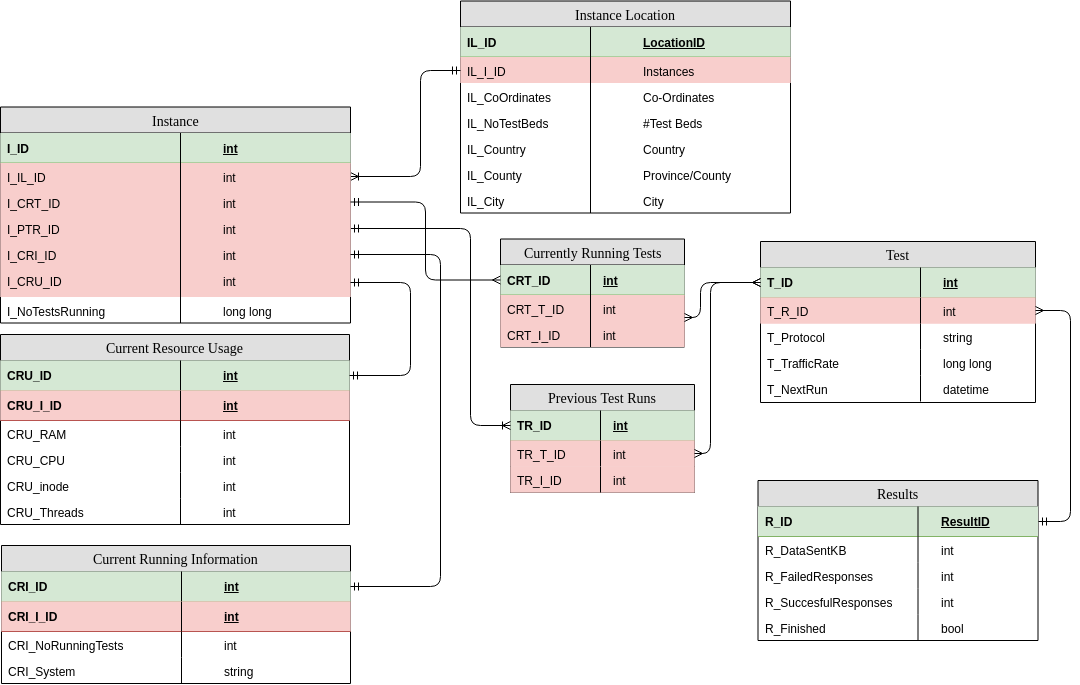 Instance Location
IL_ID LocationID
IL_I_ID Instances
IL_CoOrdinates Co-Ordinates
IL_NoTestBeds #Test Beds
IL_Country Country
IL_County Province/County
IL_City City
Instance
I_ID int
I_IL_ID int
I_CRT_ID int
I_PTR_ID int
I_CRI_ID int
I_CRU_ID int
I_NoTestsRunning long long
Currently Running Tests
CRT_ID int
CRT_T_ID int
CRT_I_ID int
Test
T_ID int
T_R_ID int
T_Protocol string
T_TrafficRate long long
T_NextRun datetime
Current Resource Usage
CRU_ID int
CRU_I_ID int
CRU_RAM int
CRU_CPU int
CRU_inode int
CRU_Threads int
Previous Test Runs
TR_ID int
TR_T_ID int
TR_I_ID int
Results
R_ID ResultID
R_DataSentKB int
R_FailedResponses int
R_SuccesfulResponses int
R_Finished bool
Current Running Information
CRI_ID int
CRI_I_ID int
CRI_NoRunningTests int
CRI_System string